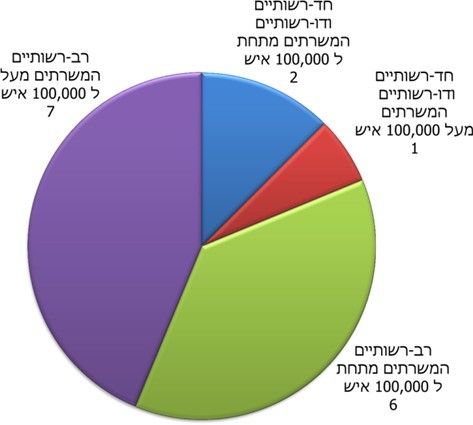 חד-רשותיים
ודו-רשותיים
המשרתים מתחת
ל 100,000 איש
2
חד-רשותיים
ודו-רשותיים
המשרתים
מעל 100,000 איש
1
רב-רשותיים
המשרתים מתחת
ל 100,000 איש
6
רב-רשותיים
המשרתים מעל
ל 100,000 איש
7